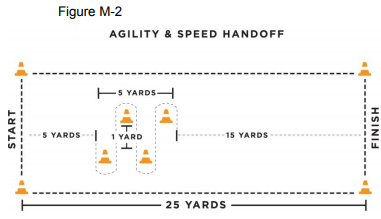 Figure M-2
AGILITY & SPEED HANDOFF
5 YARDS
START
5 YARDS
1 YARD
15 YARDS
FINISH
25 YARDS